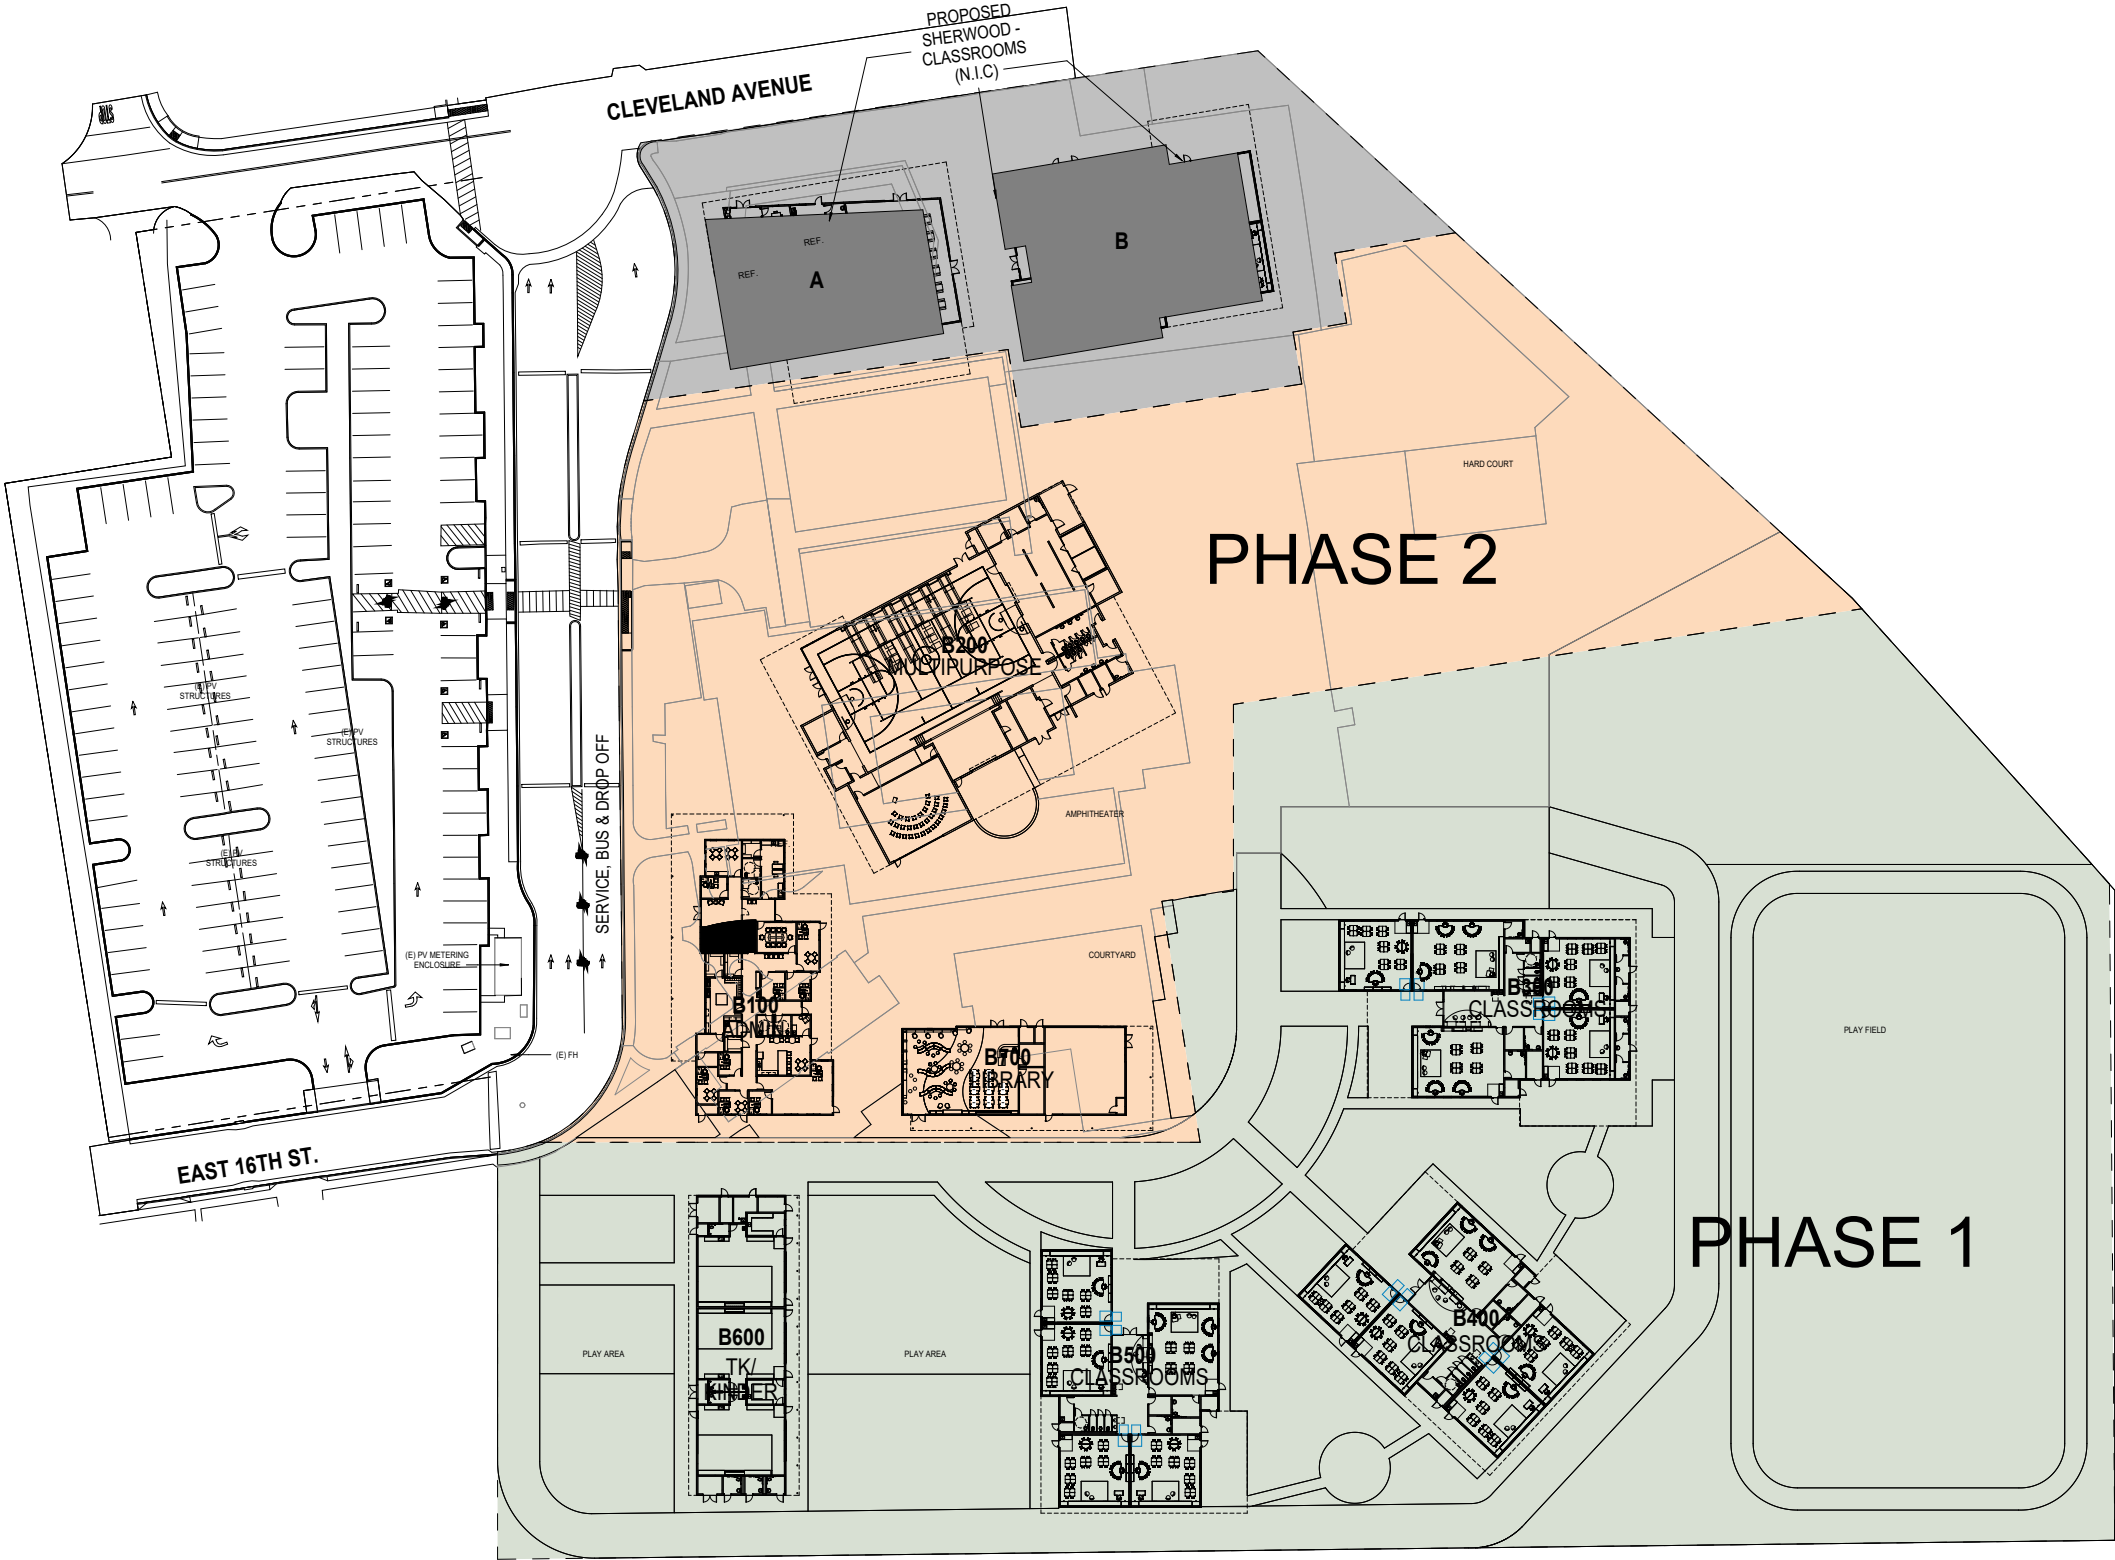 PROPOSED
SHERWOOD -
CLASSROOMS
(N.I.C)
STOP
CLEVELAND AVENUE
REF.
REF.
A
B
HARD COURT
PHASE 2
B200
MULTIPURPOSE
(E) PV
STRUCTURES
(E) PV
STRUCTURES
(E) PV
STRUCTURES
SERVICE, BUS & DROP OFF
AMPHITHEATER
(E) PV METERING
ENCLOSURE
COURTYARD
B100
ADMIN.
B300
CLASSROOMS
PLAY FIELD
(E) FH
B700
LIBRARY
EAST 16TH ST.
PHASE 1
B600
TK/
KINDER
PLAY AREA
PLAY AREA
B500
CLASSROOMS
B400
CLASSROOMS